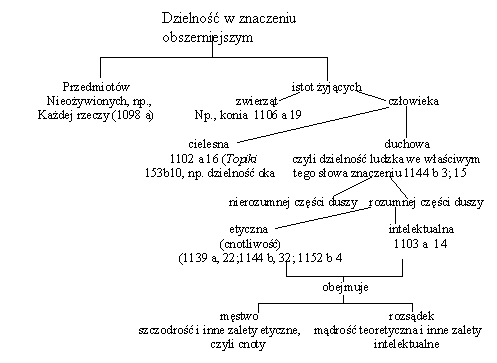 Dzielność w znaczeniu
obszerniejszym
Przedmiotów
Nieożywionych, np.,
Każdej rzeczy (1098 a)
istot żyjących
zwierząt
Np., konia 1106 a 19
człowieka
cielesna
1102 a 16 (Topiki
153b10, np. dzielność oka
duchowa
czyli dzielność ludzka we właściwym
tego słowa znaczeniu 1144 b 3; 15
nierozumnej części duszy
rozumnej części duszy
etyczna
(cnotliwość)
(1139 a, 22;1144 b, 32; 1152 b 4
intelektualna
1103 a 14
obejmuje
męstwo
szczodrość i inne zalety etyczne,
czyli cnoty
rozsądek
mądrość teoretyczna i inne zalety
intelektualne